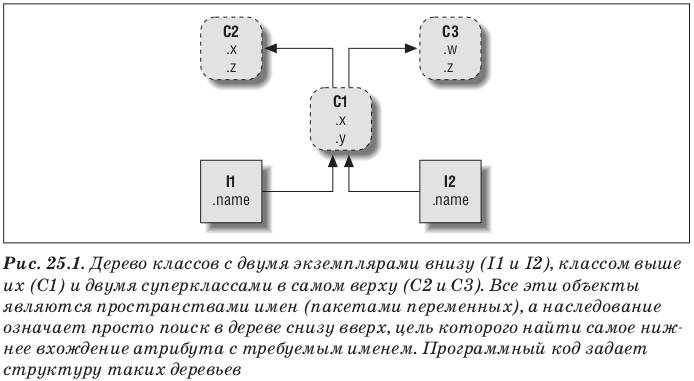 C2
.x
.z
C3
.w
.z
C1
.x
.y
I1
.name
I2
.name
Рис. 25.1. Дерево классов с двумя экземплярами внизу (I1 и I2), классом выше
их (C1) и двумя суперклассами в самом верху (C2 и C3). Все эти объекты
являются пространствами имен (пакетами переменных), а наследование
означает просто поиск в дереве снизу вверх, цель которого найти самое ниж-
нее вхождение атрибута с требуемым именем. Программный код задает
структуру таких деревьев